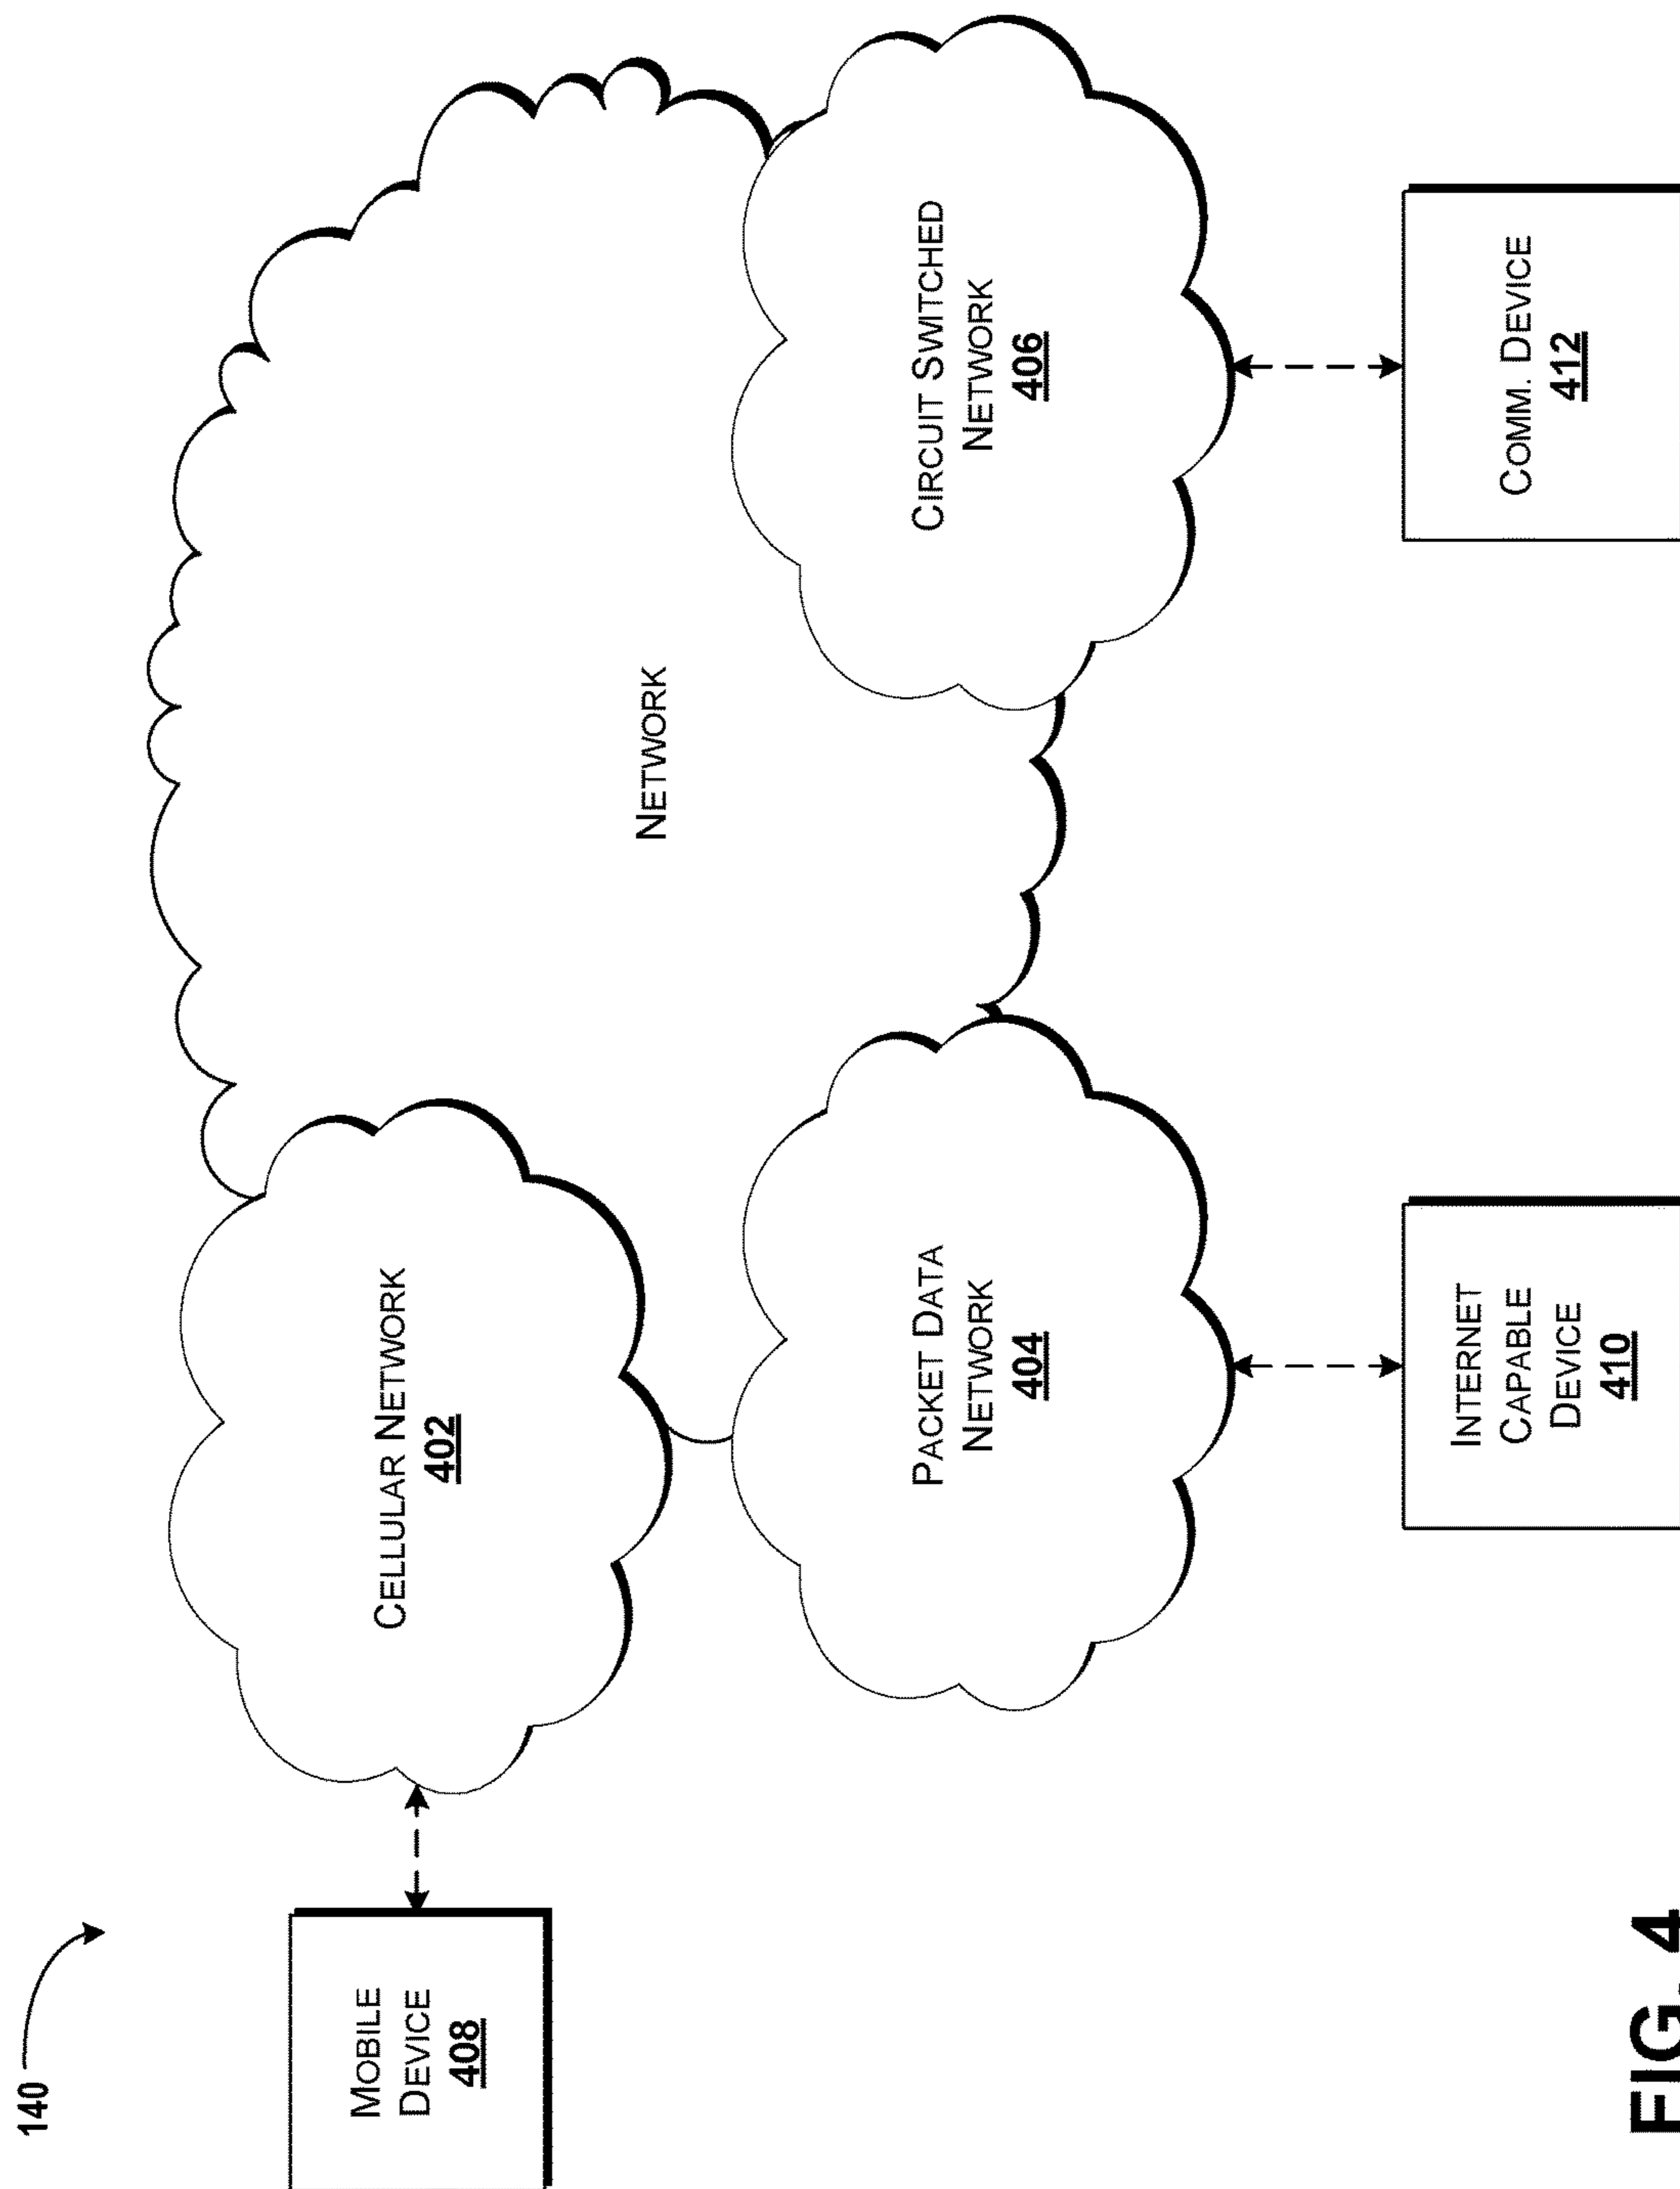 140
MOBILE
DEVICE
408
CELLULAR NETWORK
402
NETWORK
PACKET DATA
NETWORK
404
CIRCUIT SWITCHED
NETWORK
406
INTERNET
CAPABLE
DEVICE
410
COMM. DEVICE
412
FIG. 4